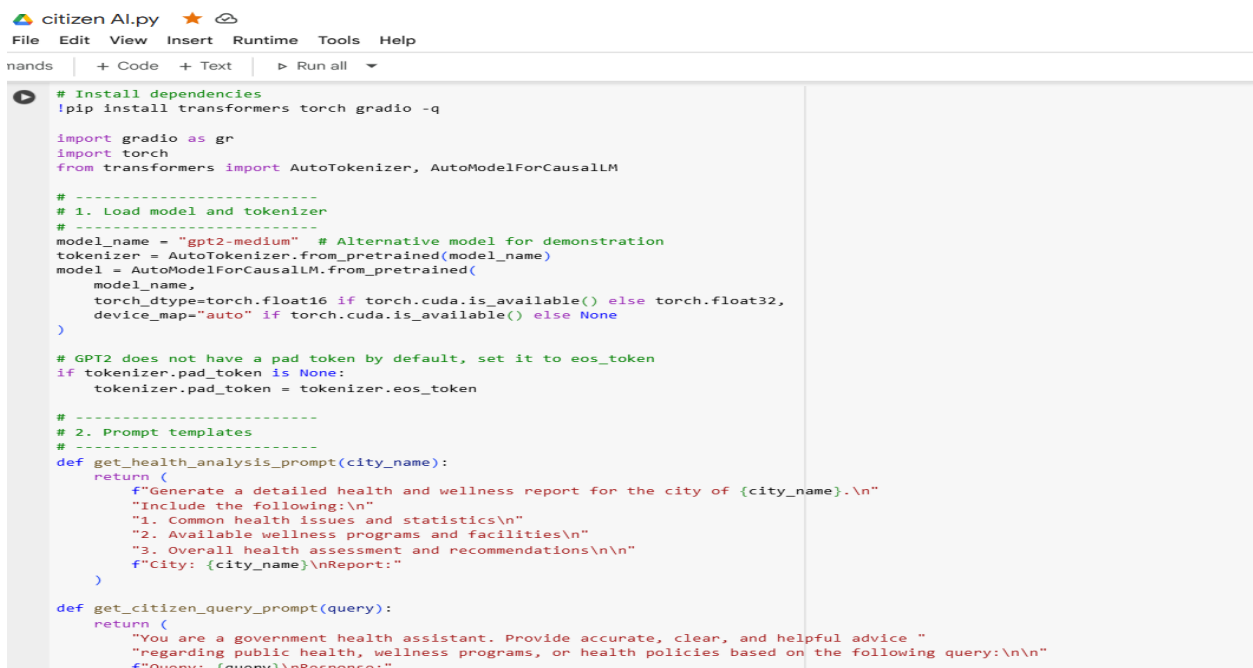 citizen AI.py
File Edit View Insert Runtime Tools Help
+ Code + Text Run all
# Install dependencies
!pip install transformers torch gradio -q
import gradio as gr
import torch
from transformers import AutoTokenizer, AutoModelForCausalLM
# --------------------------
# 1. Load model and tokenizer
# --------------------------
model_name = "gpt2-medium"  # Alternative model for demonstration
tokenizer = AutoTokenizer.from_pretrained(model_name)
model = AutoModelForCausalLM.from_pretrained(
    model_name,
    torch_dtype=torch.float16 if torch.cuda.is_available() else torch.float32,
    device_map="auto" if torch.cuda.is_available() else None
)
# GPT2 does not have a pad token by default, set it to eos_token
if tokenizer.pad_token is None:
    tokenizer.pad_token = tokenizer.eos_token
# --------------------------
# 2. Prompt templates
# --------------------------
def get_health_analysis_prompt(city_name):
    return (
        f"Generate a detailed health and wellness report for the city of {city_name}.\n"
        "Include the following:\n"
        "1. Common health issues and statistics\n"
        "2. Available wellness programs and facilities\n"
        "3. Overall health assessment and recommendations\n\n"
        f"City: {city_name}\nReport:"
    )
def get_citizen_query_prompt(query):
    return (
        "You are a government health assistant. Provide accurate, clear, and helpful advice "
        "regarding public health, wellness programs, or health policies based on the following query:\n\n"
        f"Query: {query}\nResponse:"